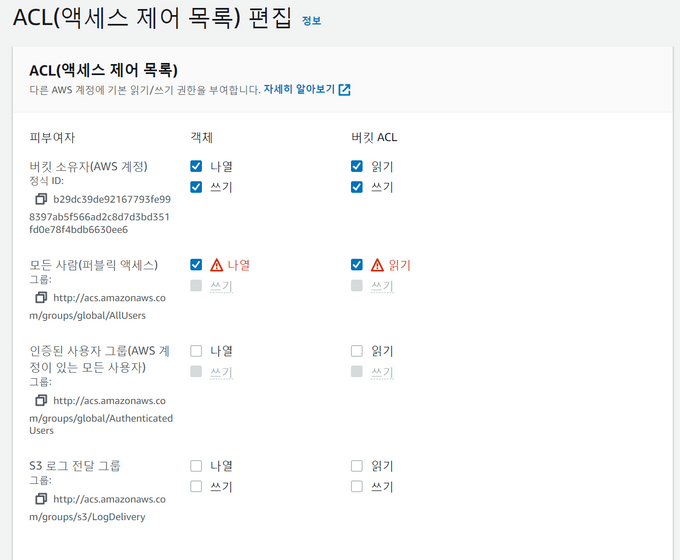 ACL(액세스 제어 목록) 편집 정보
ACL(액세스 제어 목록)
다른 AWS 계정에 기본 읽기/쓰기 권한을 부여합니다. 자세히 알아보기
피부여자 객체 버킷 ACL
버킷 소유자(AWS 계정) 나열 읽기
정식 ID: 쓰기 쓰기
b29dc39de92167793fe99
8397ab5f566ad2c8d7d3bd351
fd0e78f4bdb6630ee6
모든 사람(퍼블릭 액세스) 나열 읽기
그룹: 쓰기 쓰기
http://acs.amazonaws.co
m/groups/global/AllUsers
인증된 사용자 그룹(AWS 계 나열 읽기
정이 있는 모든 사용자) 쓰기 쓰기
그룹:
http://acs.amazonaws.co
m/groups/global/Authenticated
Users
S3 로그 전달 그룹 나열 읽기
그룹: 쓰기 쓰기
http://acs.amazonaws.co
m/groups/s3/LogDelivery